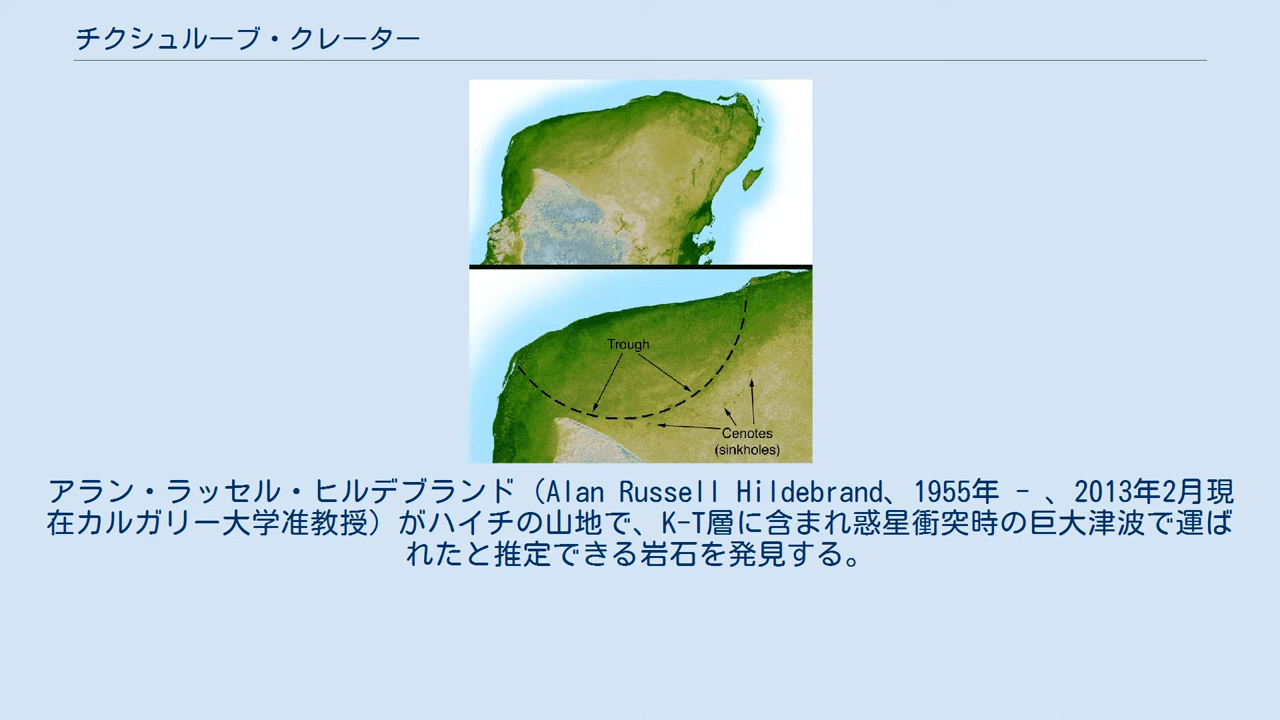 チクシュルーブ・クレーター
Trough
Cenotes
(sinkholes)
アラン・ラッセル・ヒルデブランド（Alan Russell Hildebrand、1955年 - 、2013年2月現
在カルガリー大学准教授）がハイチの山地で、K-T層に含まれ惑星衝突時の巨大津波で運ば
れたと推定できる岩石を発見する。